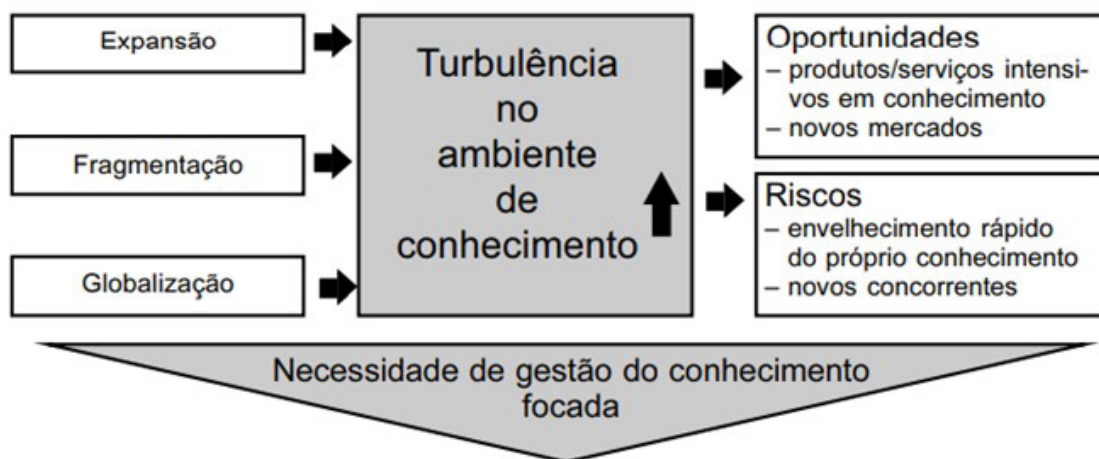 Expansão
Fragmentação
Globalização
Turbulência
no
ambiente
de
conhecimento
Oportunidades
– produtos/serviços intensi-
vos em conhecimento
– novos mercados
Riscos
– envelhecimento rápido
do próprio conhecimento
– novos concorrentes
Necessidade de gestão do conhecimento
focada